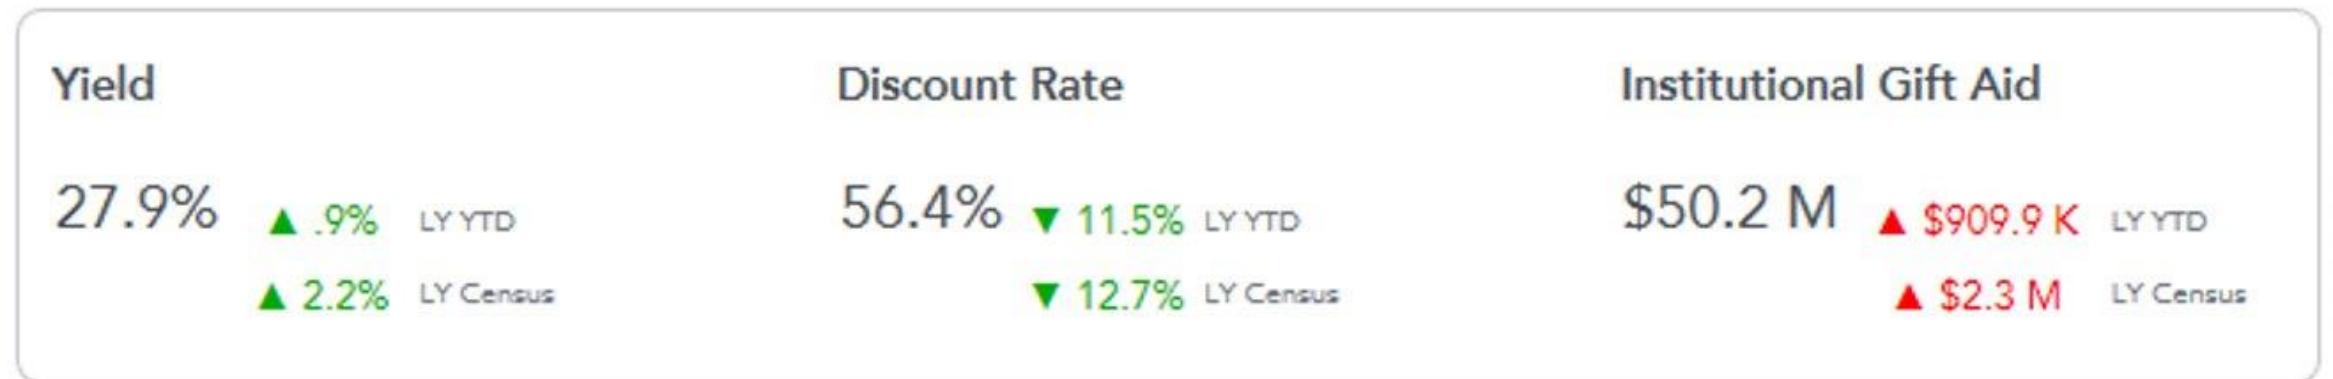 Yield
27.9% ▲ .9% LY YTD
▲ 2.2% LY Census
Discount Rate
56.4% ▼ 11.5% LY YTD
▼ 12.7% LY Census
Institutional Gift Aid
$50.2 M ▲ $909.9 K LY YTD
▲ $2.3 M LY Census